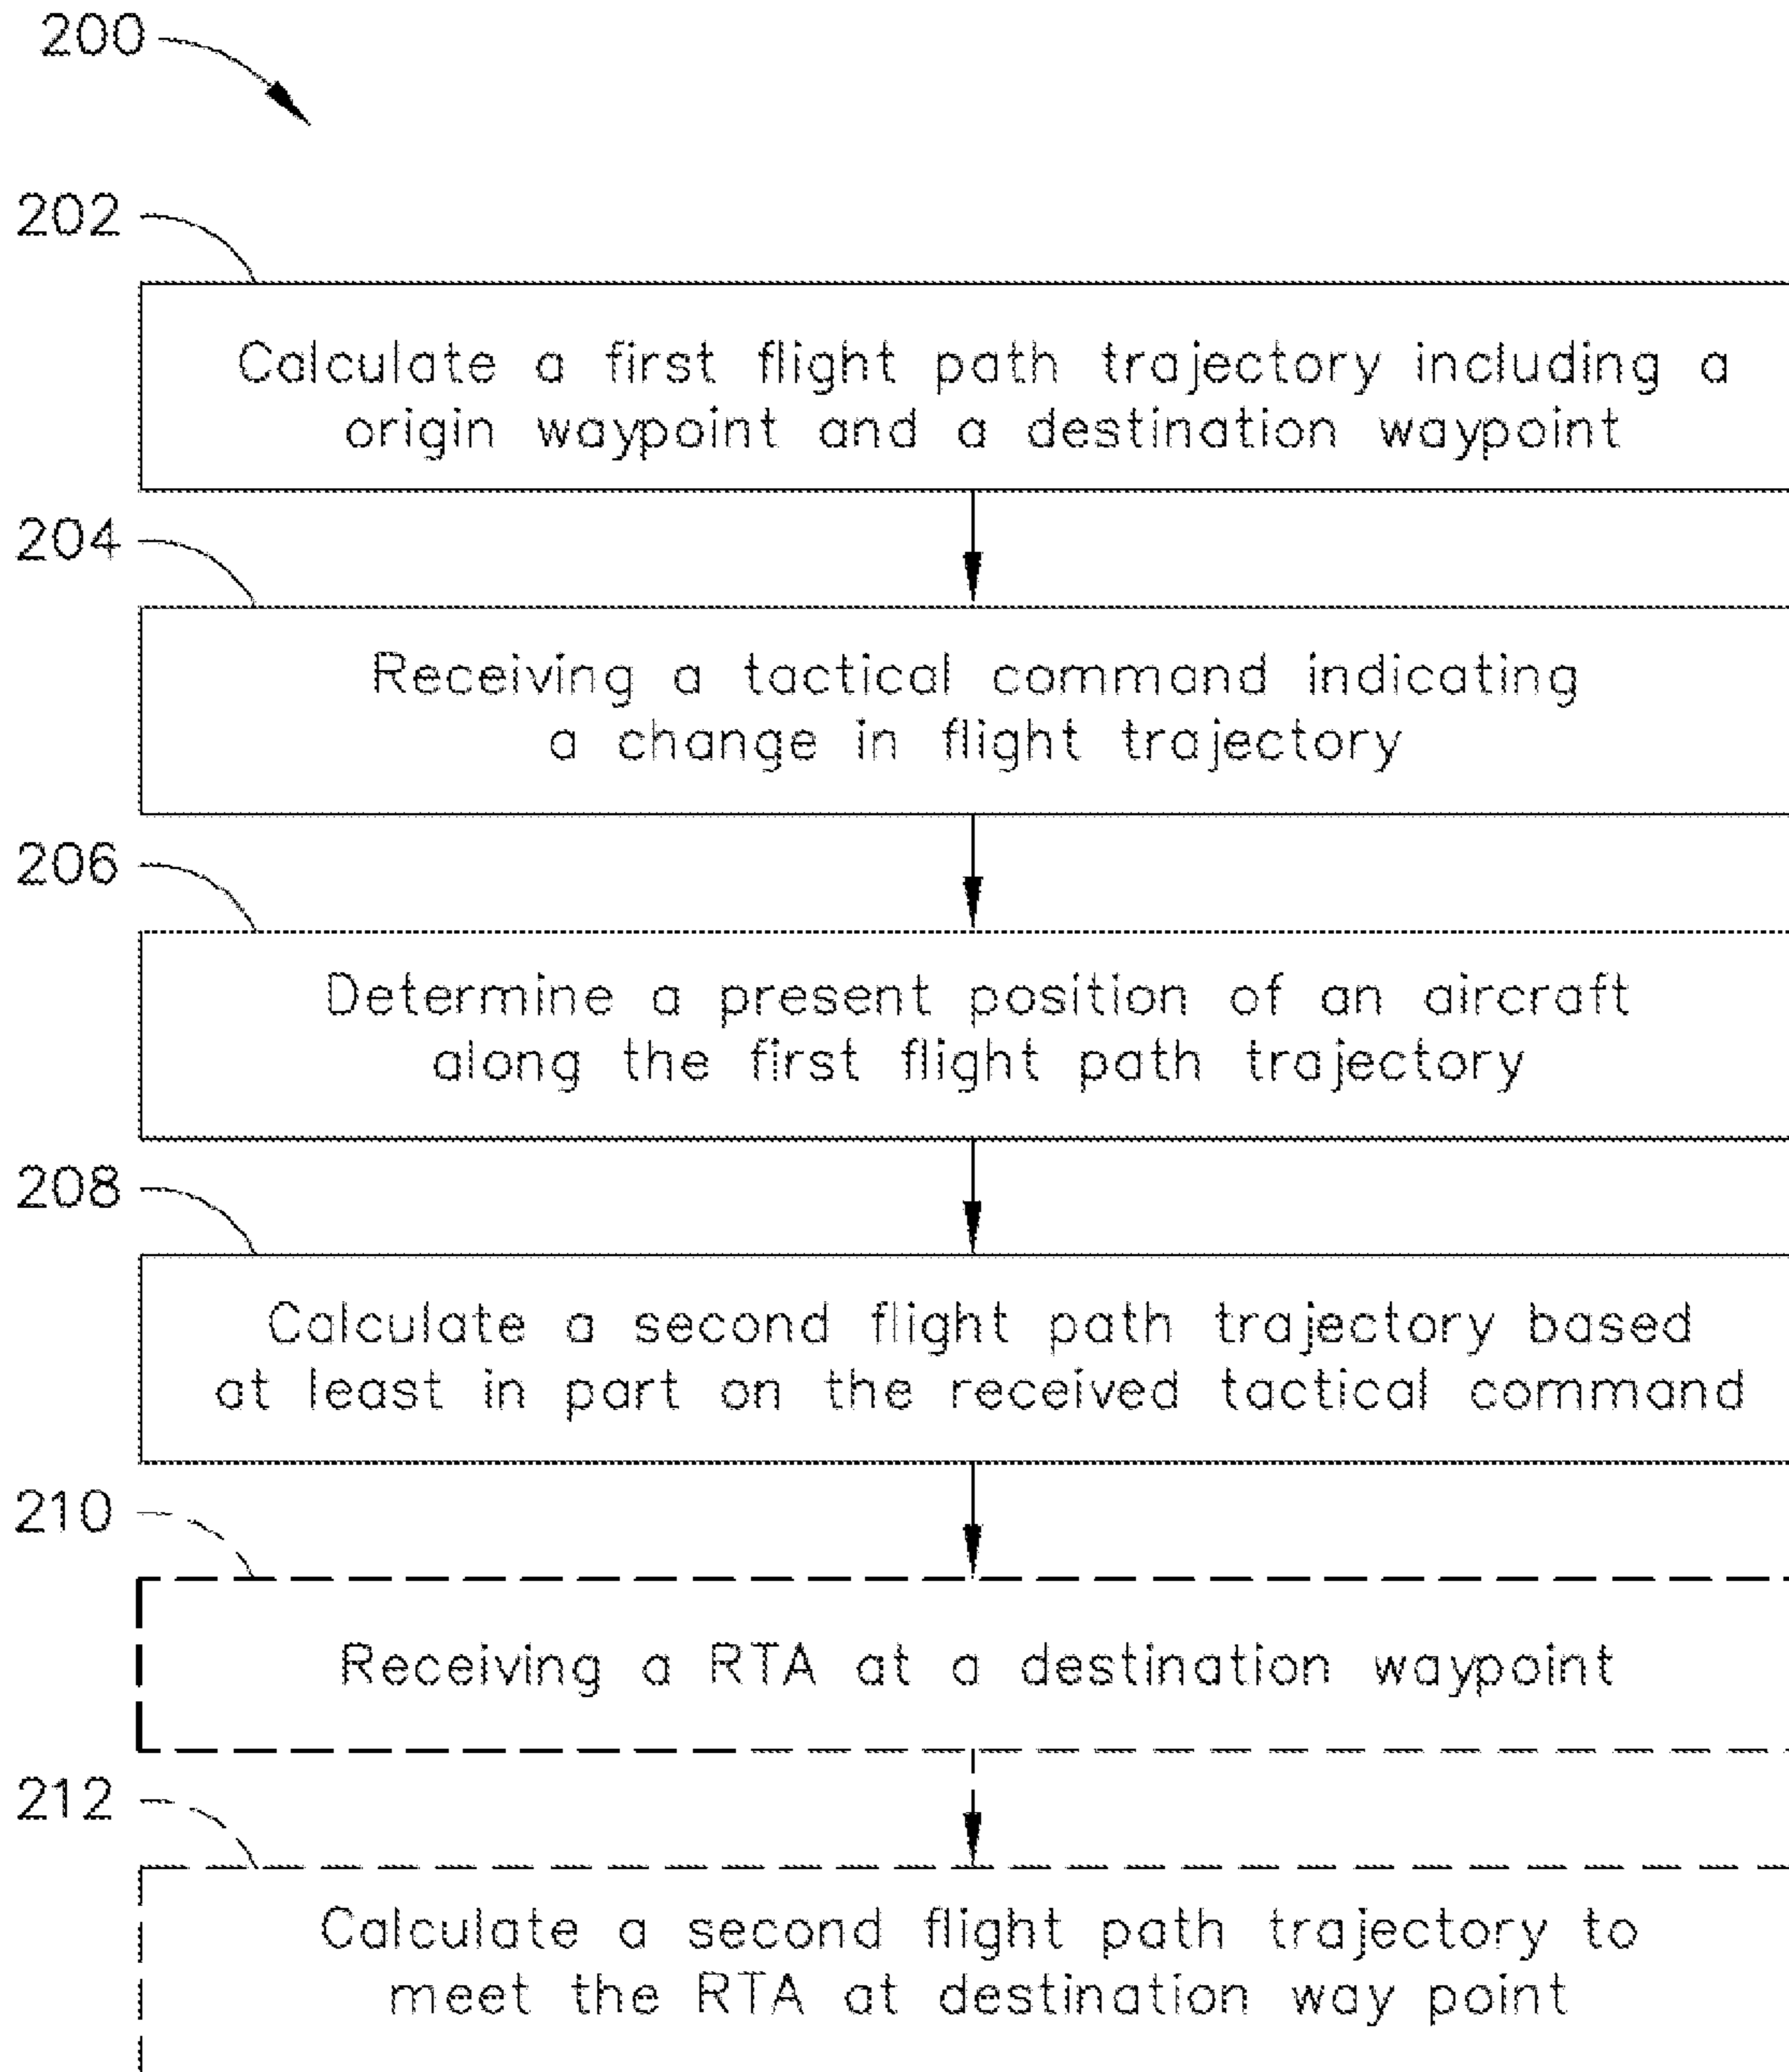 200
202
Calculate a first flight path trajectory including a
origin waypoint and a destination waypoint
204
Receiving a tactical command indicating
a change in flight trajectory
206
Determine a present position of an aircraft
along the first flight path trajectory
208
Calculate a second flight path trajectory based
at least in part on the received tactical command
210
Receiving a RTA at a destination waypoint
212
Calculate a second flight path trajectory to
meet the RTA at destination way point